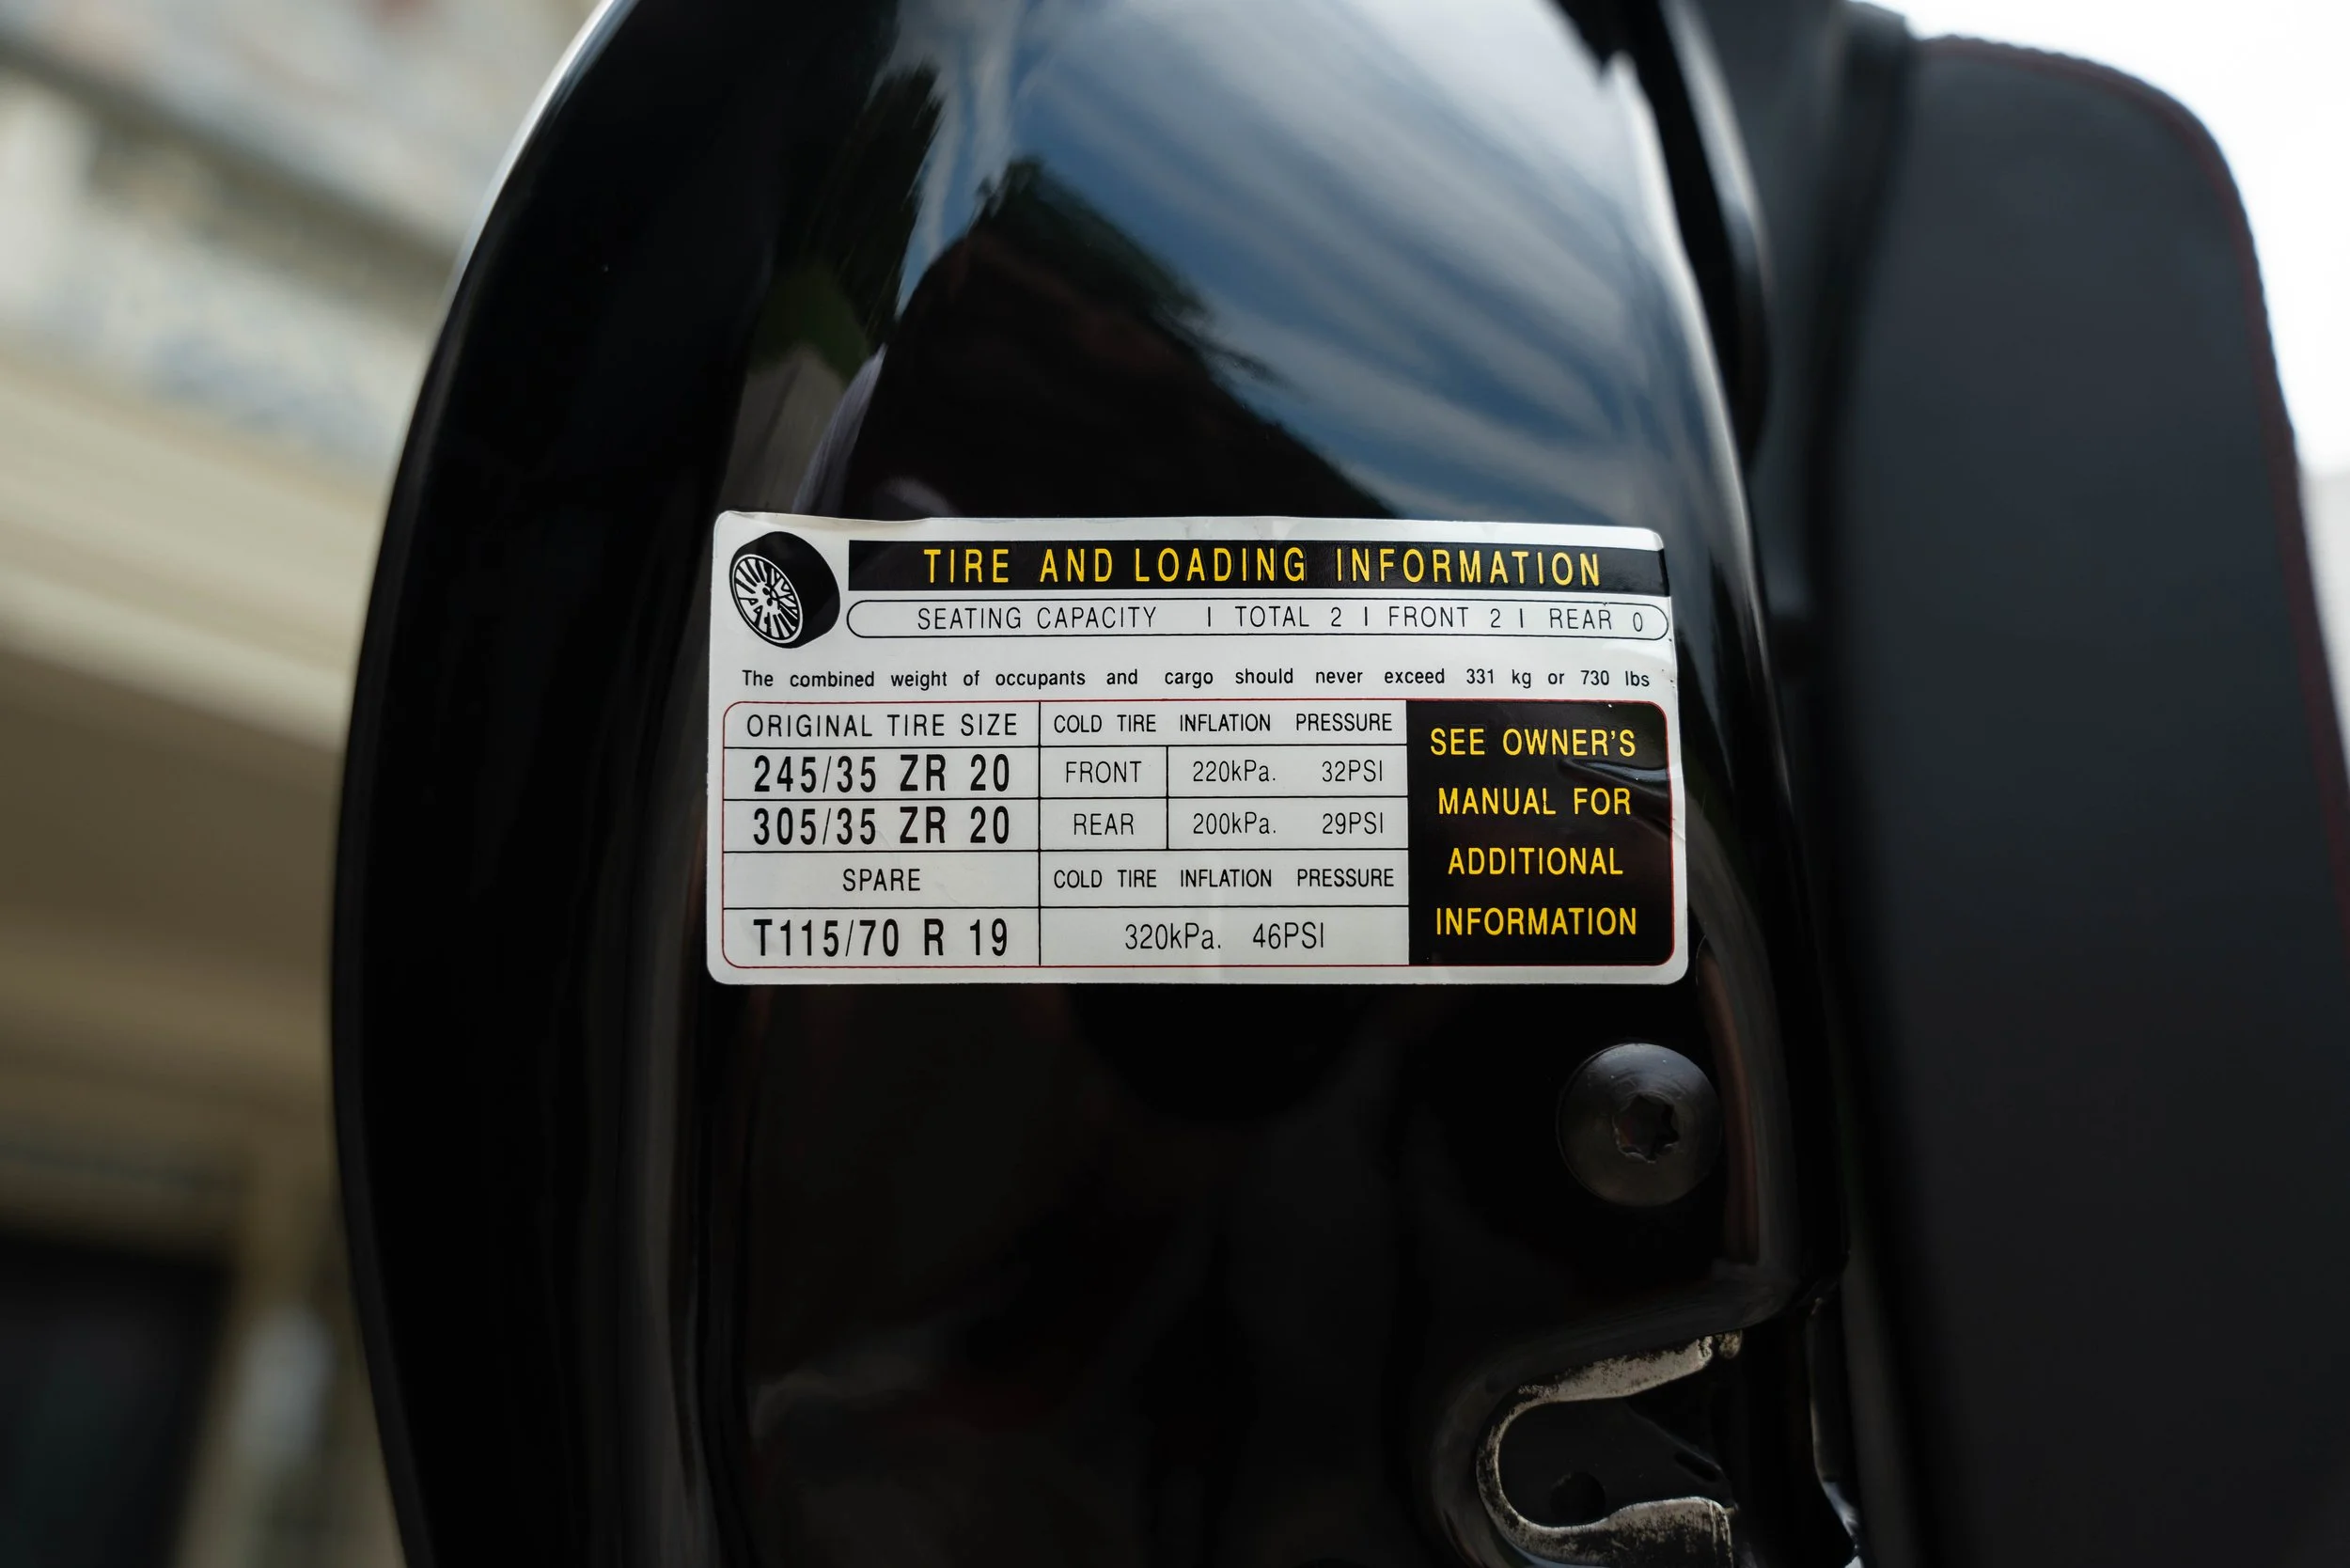 TIRE AND LOADING INFORMATION
SEATING CAPACITY | TOTAL 2 | FRONT 2 | REAR 0
The combined weight of occupants and cargo should never exceed 331 kg or 730 lbs
ORIGINAL TIRE SIZE COLD TIRE INFLATION PRESSURE
245/35 ZR 20 FRONT 220kPa. 32PSI
305/35 ZR 20 REAR 200kPa. 29PSI
SPARE COLD TIRE INFLATION PRESSURE
T115/70 R 19 320kPa. 46PSI
SEE OWNER'S
MANUAL FOR
ADDITIONAL
INFORMATION